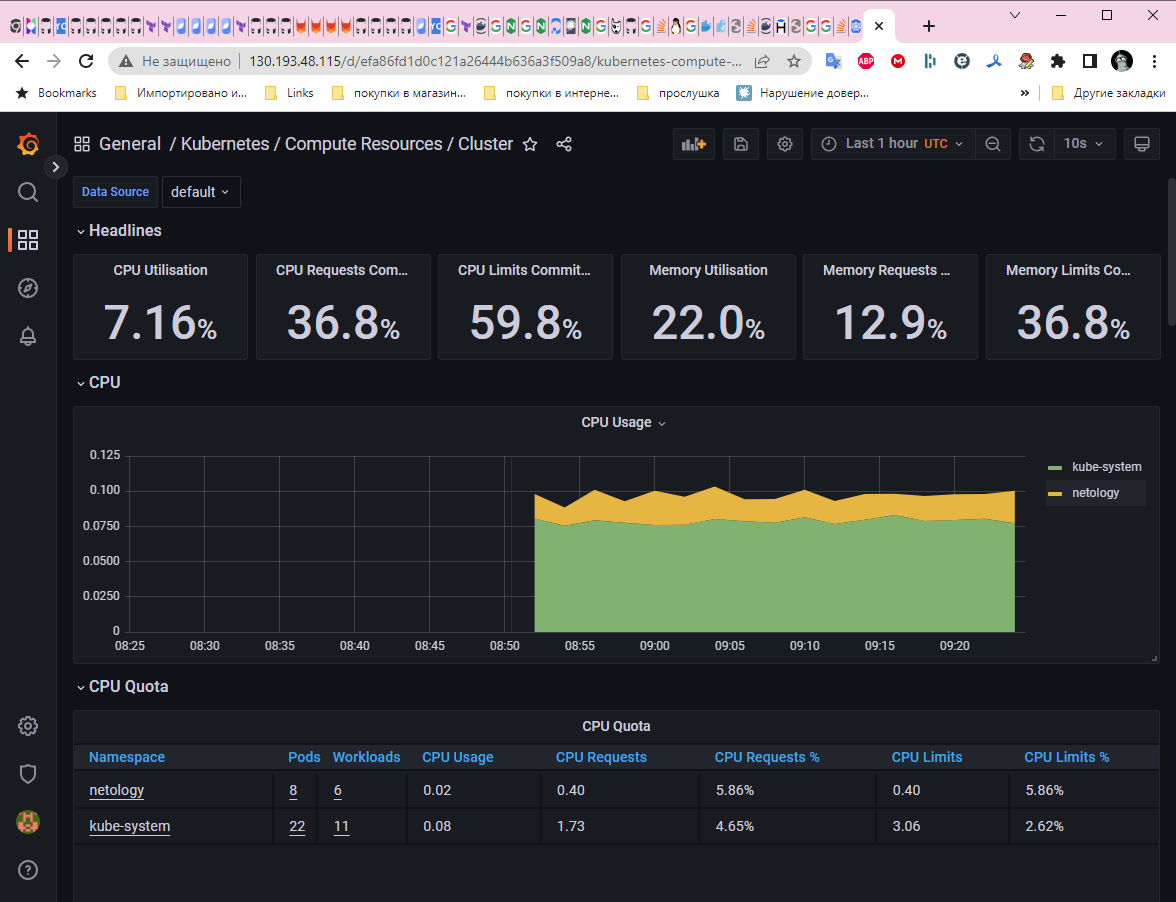 Не защищено 130.193.48.115/d/efa86fd1d0c121a26444b636a3f509a8/kubernetes-compute-...
ABP
Bookmarks Импортировано и... Links покупки в магазин... покупки в интерне... прослушка Нарушение довер... » Другие закладки
General / Kubernetes / Compute Resources / Cluster
Last 1 hour UTC
10s
Data Source default
Headlines
CPU Utilisation
7.16%
CPU Requests Com...
36.8%
CPU Limits Commit...
59.8%
Memory Utilisation
22.0%
Memory Requests ...
12.9%
Memory Limits Co...
36.8%
CPU
CPU Usage
0.125
0.100
0.0750
0.0500
0.0250
0
08:25 08:30 08:35 08:40 08:45 08:50 08:55 09:00 09:05 09:10 09:15 09:20
kube-system
netology
CPU Quota
CPU Quota
Namespace Pods Workloads CPU Usage CPU Requests CPU Requests % CPU Limits CPU Limits %
netology 8 6 0.02 0.40 5.86% 0.40 5.86%
kube-system 22 11 0.08 1.73 4.65% 3.06 2.62%